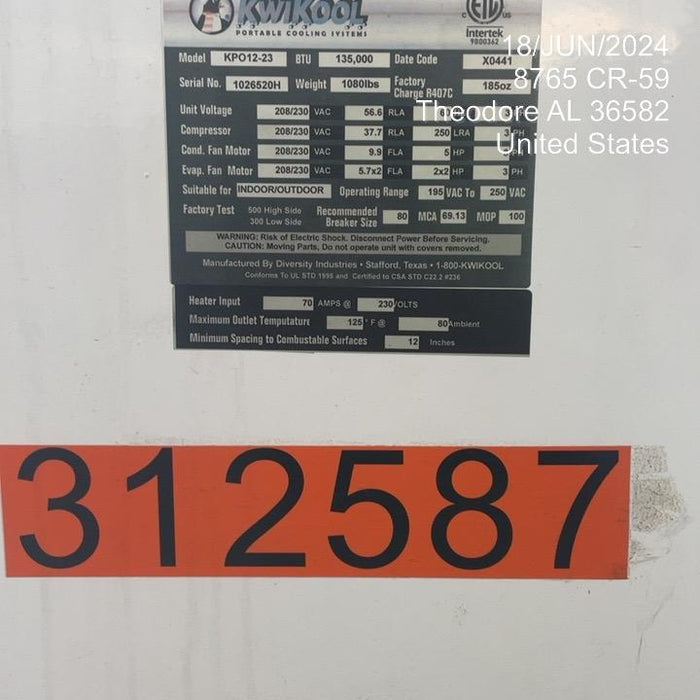 KWIKOOL
PORTABLE COOLING SYSTEMS
C ETL US
Intertek
9800362
18/JUN/2024
8765 CR-59
Theodore AL 36582
United States
Model KPO12-23 BTU 135,000 Date Code X0441
Serial No. 1026520H Weight 1080lbs Factory Charge R407C 185oz
Unit Voltage 208/230 VAC 56.6 RLA
Compressor 208/230 VAC 37.7 RLA 250 LRA 3 PH
Cond. Fan Motor 208/230 VAC 9.9 FLA 5 HP PH
Evap. Fan Motor 208/230 VAC 5.7x2 FLA 2x2 HP 3 PH
Suitable for INDOOR/OUTDOOR Operating Range 195 VAC To 250 VAC
Factory Test 500 High Side 300 Low Side Recommended Breaker Size 80 MCA 69.13 MOP 100
WARNING: Risk of Electric Shock. Disconnect Power Before Servicing.
CAUTION: Moving Parts, Do not operate unit with covers removed.
Manufactured By Diversity Industries • Stafford, Texas • 1-800-KWIKOOL
Conforms To UL STD 1995 and Certified to CSA STD C22.2 #236
Heater Input 70 AMPS @ 230 VOLTS
Maximum Outlet Temputature 125 ° F @ 80 Ambient
Minimum Spacing to Combustable Surfaces 12 Inches
312587